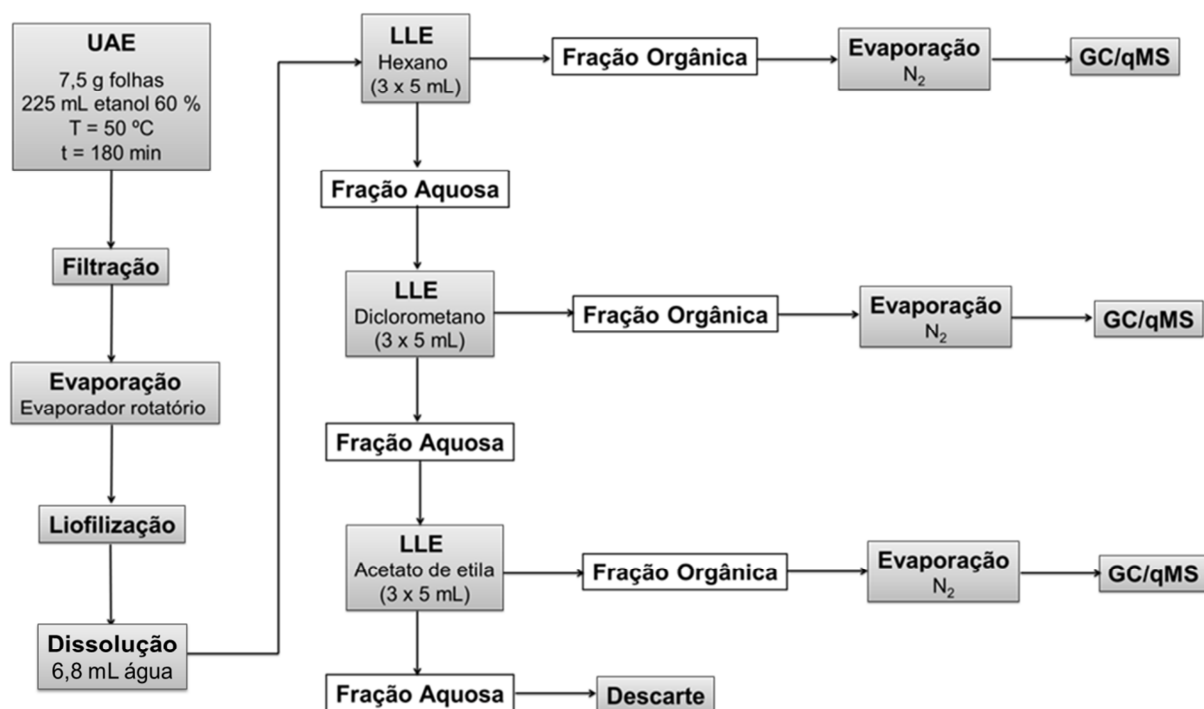 UAE
7,5 g folhas
225 mL etanol 60 %
T = 50 ºC
t = 180 min
Filtração
Evaporação
Evaporador rotatório
Liofilização
Dissolução
6,8 mL água
LLE
Hexano
(3 x 5 mL)
Fração Orgânica
Evaporação
N₂
GC/qMS
Fração Aquosa
LLE
Diclorometano
(3 x 5 mL)
Fração Orgânica
Evaporação
N₂
GC/qMS
Fração Aquosa
LLE
Acetato de etila
(3 x 5 mL)
Fração Orgânica
Evaporação
N₂
GC/qMS
Fração Aquosa
Descarte